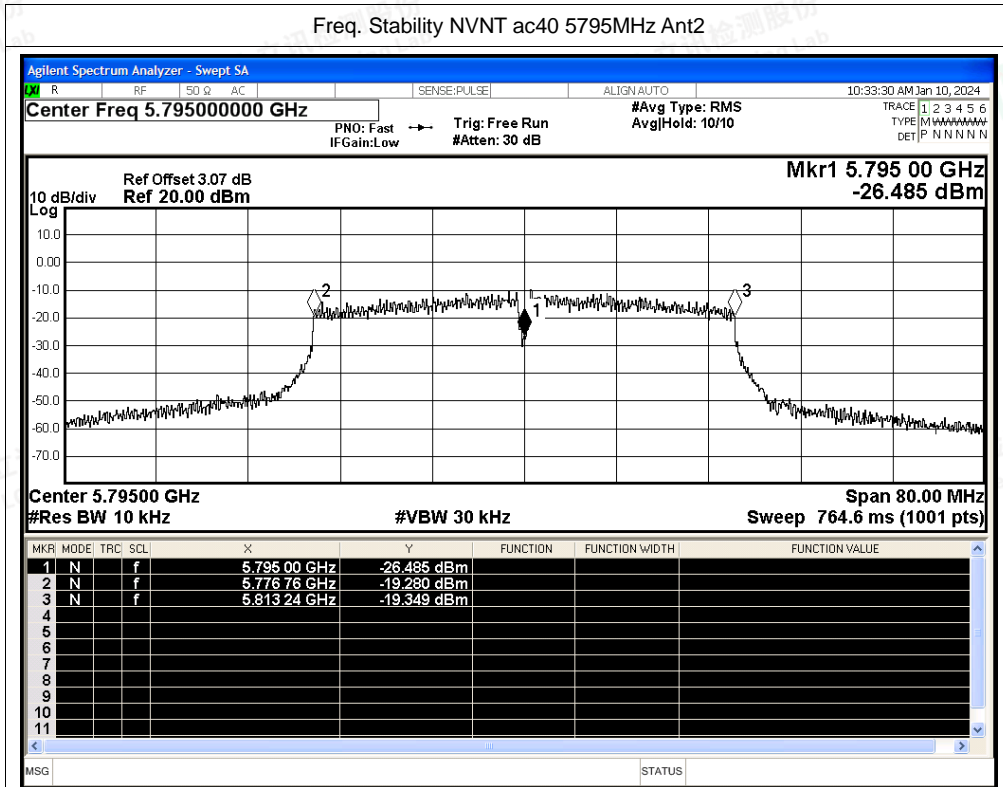 Freq. Stability NVNT ac40 5795MHz Ant2
Agilent Spectrum Analyzer - Swept SA
LXI R RF 50 Ω AC SENSE:PULSE ALIGN AUTO 10:33:30 AM Jan 10, 2024
Center Freq 5.795000000 GHz #Avg Type: RMS TRACE 1 2 3 4 5 6
PNO: Fast Trig: Free Run Avg|Hold: 10/10 TYPE M
IFGain:Low #Atten: 30 dB DET P N N N N N
Mkr1 5.795 00 GHz
Ref Offset 3.07 dB
10 dB/div Ref 20.00 dBm -26.485 dBm
Log
10.0
0.00
-10.0
2 1 3
-20.0
-30.0
-40.0
-50.0
-60.0
-70.0
Center 5.79500 GHz Span 80.00 MHz
#Res BW 10 kHz #VBW 30 kHz Sweep 764.6 ms (1001 pts)
MKR MODE TRC SCL X Y FUNCTION FUNCTION WIDTH FUNCTION VALUE
1 N f 5.795 00 GHz -26.485 dBm
2 N f 5.776 76 GHz -19.280 dBm
3 N f 5.813 24 GHz -19.349 dBm
4
5
6
7
8
9
10
11
MSG STATUS